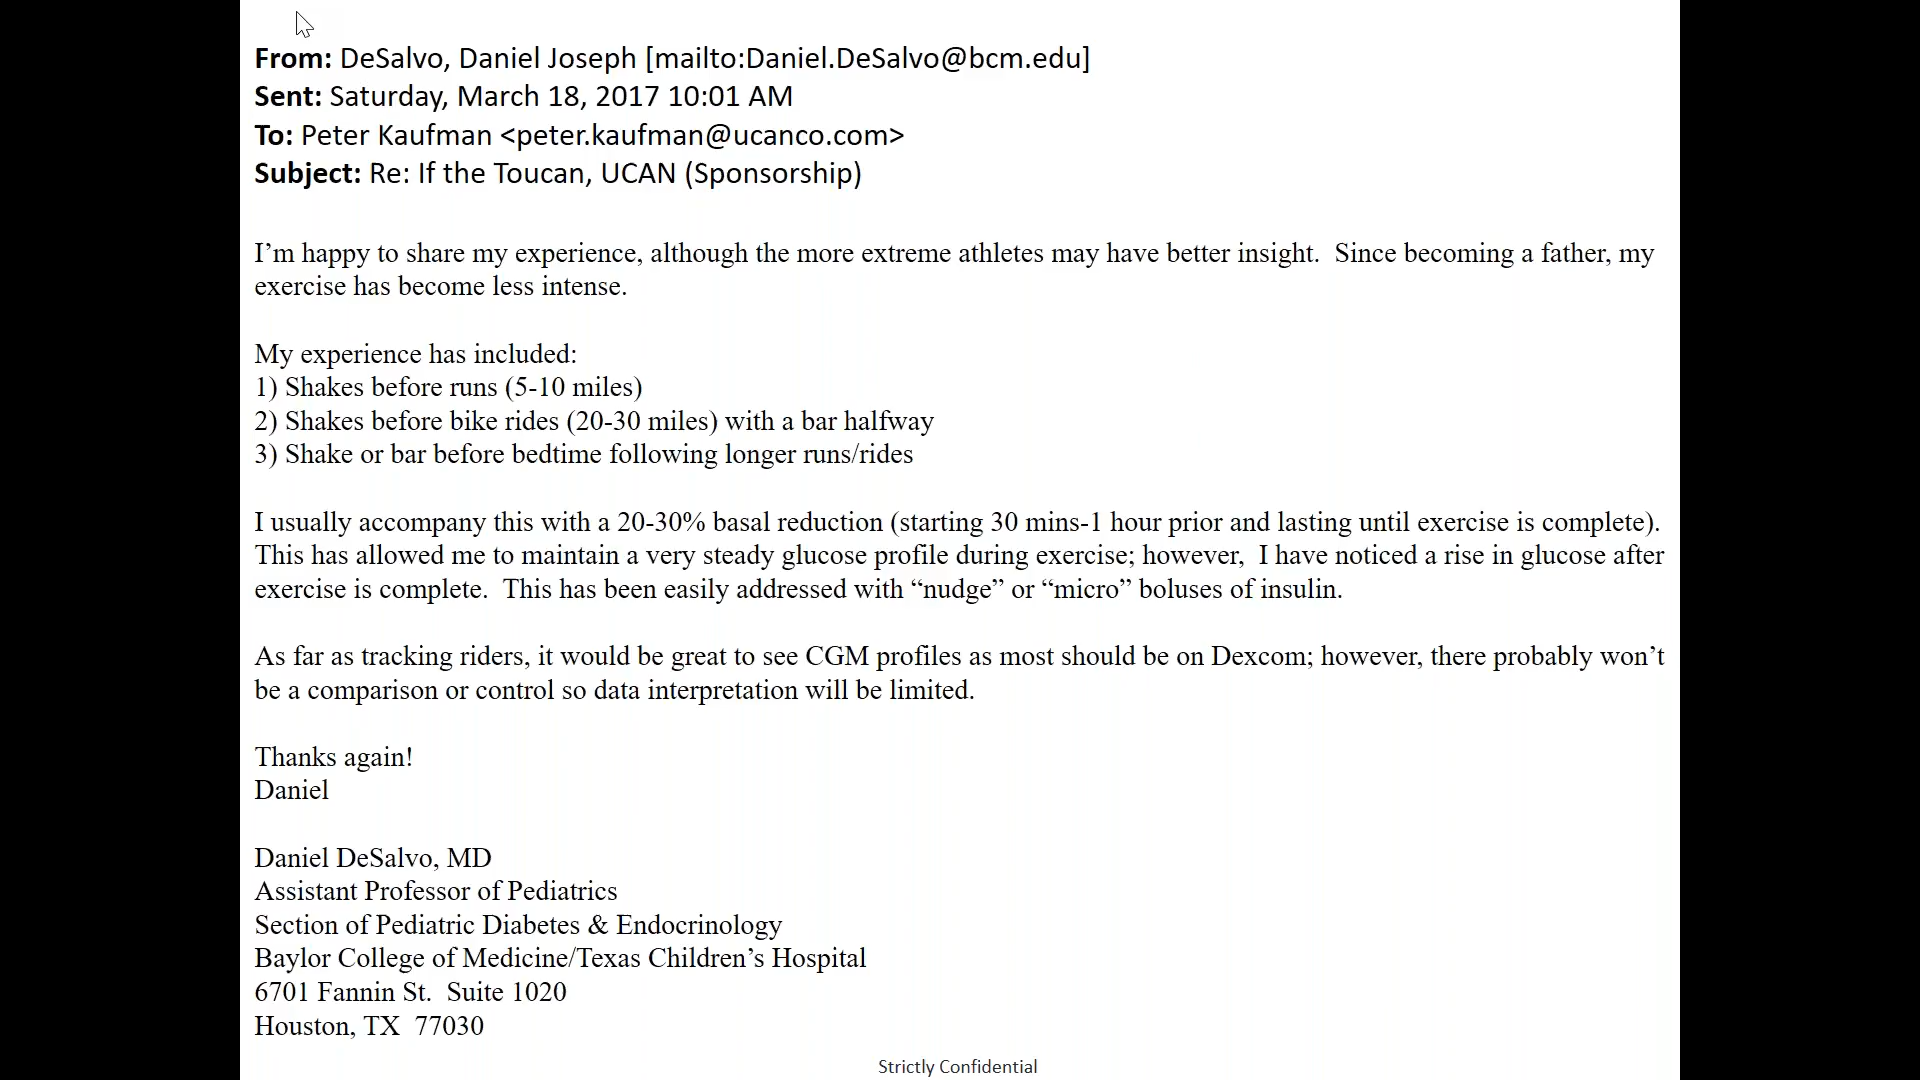 From: DeSalvo, Daniel Joseph [mailto:Daniel.DeSalvo@bcm.edu]
Sent: Saturday, March 18, 2017 10:01 AM
To: Peter Kaufman <peter.kaufman@ucanco.com>
Subject: Re: If the Toucan, UCAN (Sponsorship)
I’m happy to share my experience, although the more extreme athletes may have better insight.  Since becoming a father, my
exercise has become less intense.
My experience has included:
1) Shakes before runs (5-10 miles)
2) Shakes before bike rides (20-30 miles) with a bar halfway
3) Shake or bar before bedtime following longer runs/rides
I usually accompany this with a 20-30% basal reduction (starting 30 mins-1 hour prior and lasting until exercise is complete).
This has allowed me to maintain a very steady glucose profile during exercise; however,  I have noticed a rise in glucose after
exercise is complete.  This has been easily addressed with “nudge” or “micro” boluses of insulin.
As far as tracking riders, it would be great to see CGM profiles as most should be on Dexcom; however, there probably won’t
be a comparison or control so data interpretation will be limited.
Thanks again!
Daniel
Daniel DeSalvo, MD
Assistant Professor of Pediatrics
Section of Pediatric Diabetes & Endocrinology
Baylor College of Medicine/Texas Children’s Hospital
6701 Fannin St.  Suite 1020
Houston, TX  77030
Strictly Confidential